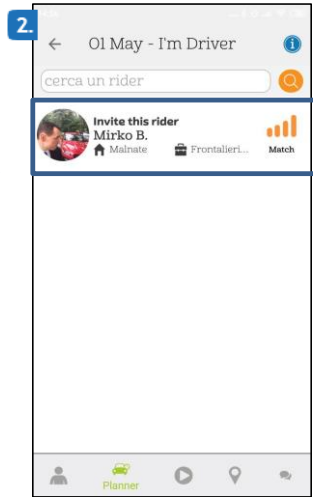 2.
01 May - I'm Driver
i
cerca un rider
Invite this rider
Mirko B.
Malnate Frontalieri... Match
Planner